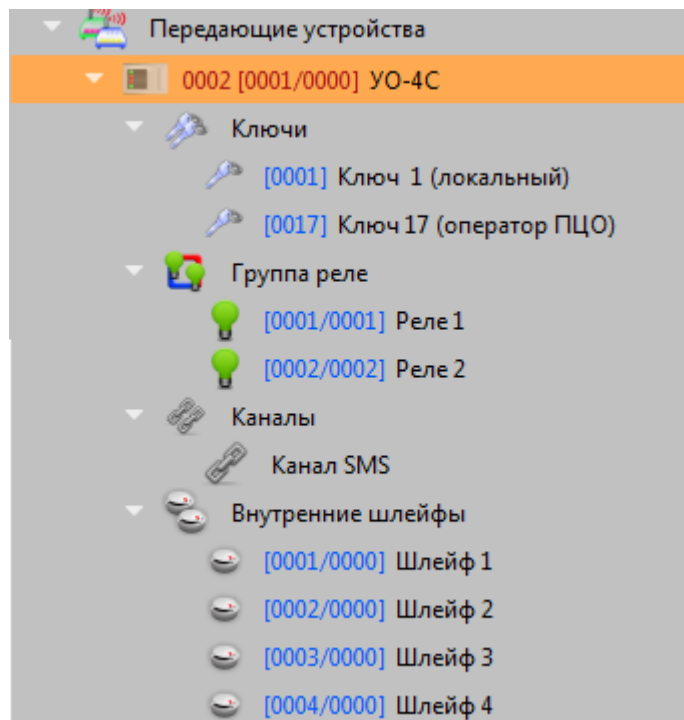 Передающие устройства
0002 [0001/0000] УО-4С
Ключи
[0001] Ключ 1 (локальный)
[0017] Ключ 17 (оператор ПЦО)
Группа реле
[0001/0001] Реле 1
[0002/0002] Реле 2
Каналы
Канал SMS
Внутренние шлейфы
[0001/0000] Шлейф 1
[0002/0000] Шлейф 2
[0003/0000] Шлейф 3
[0004/0000] Шлейф 4